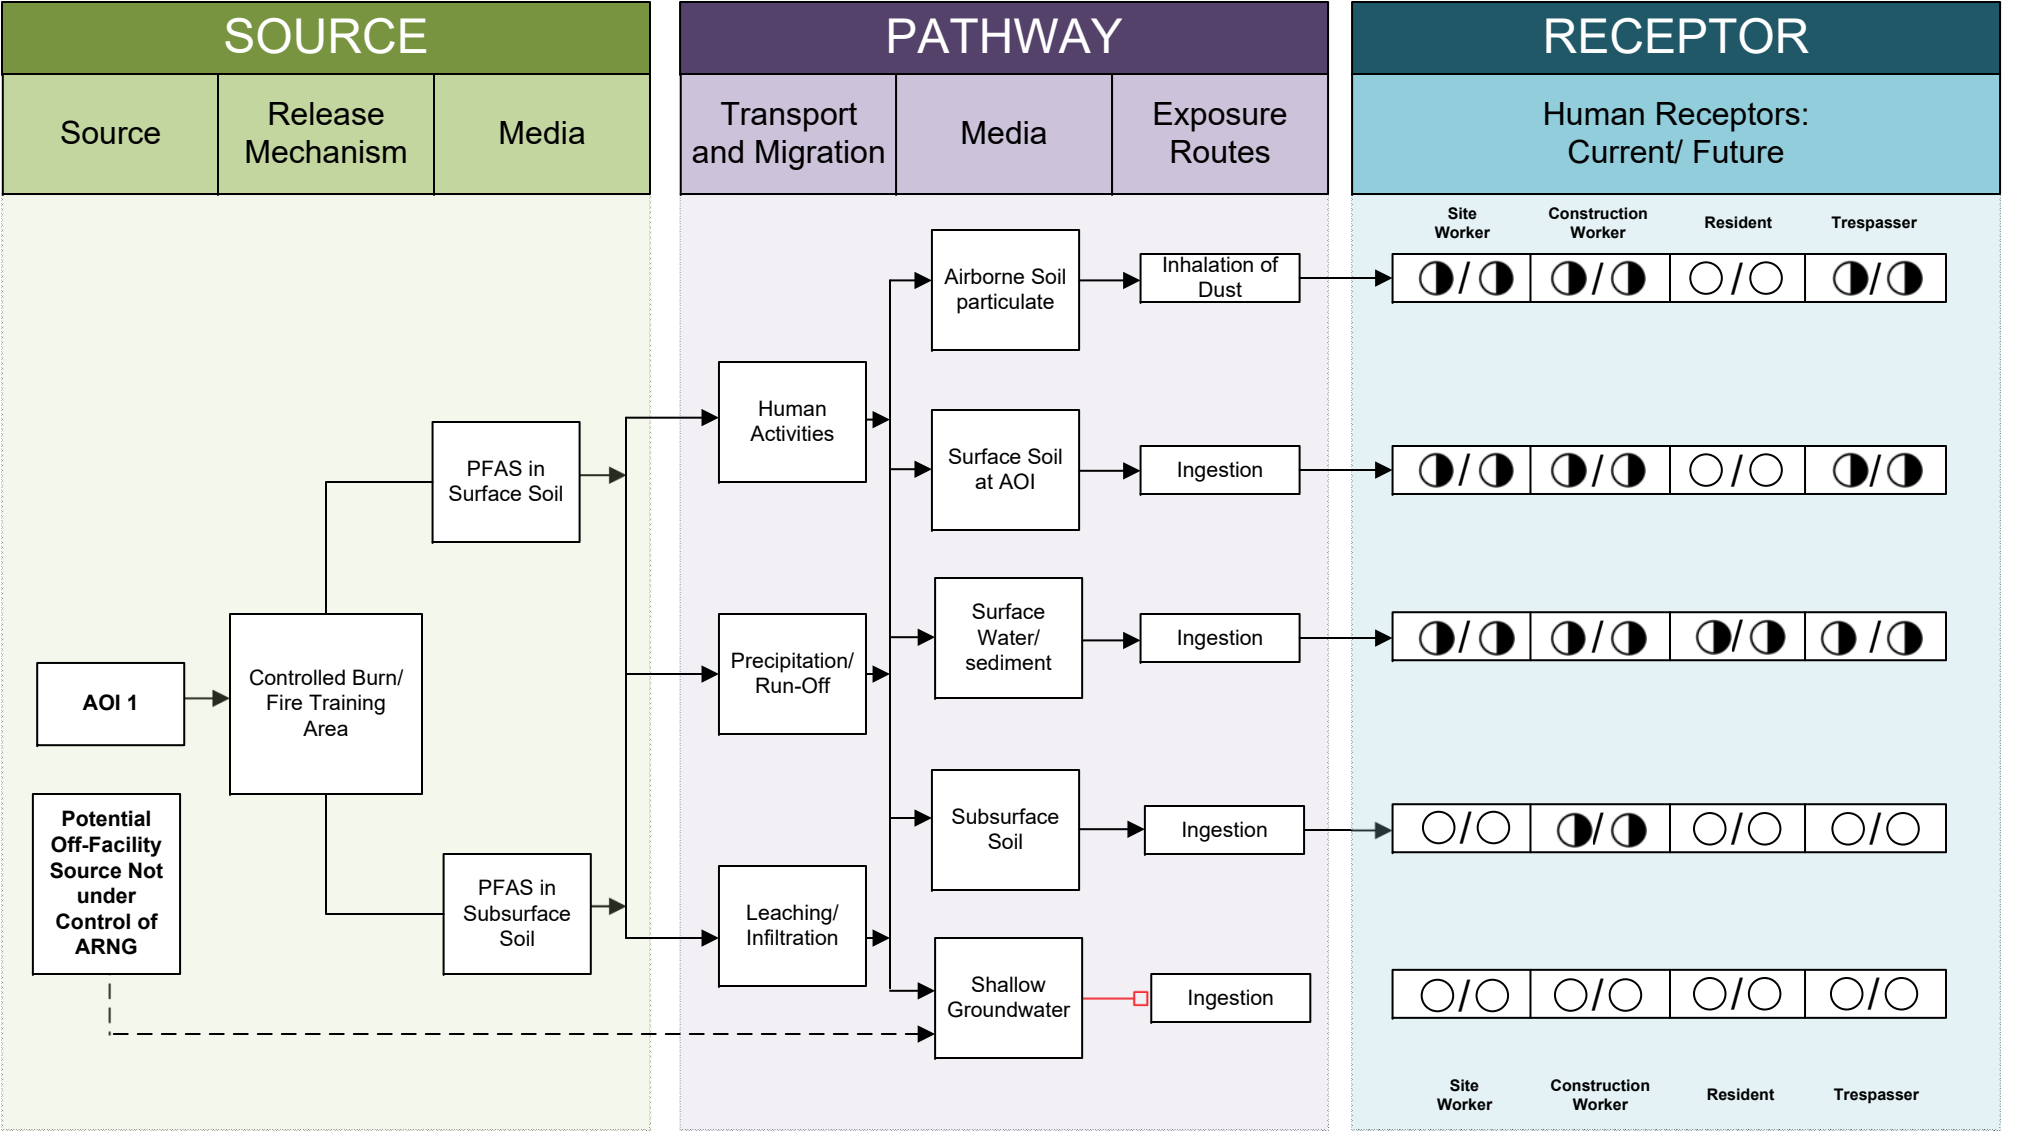 SOURCE
PATHWAY
RECEPTOR
Source
Release
Mechanism
Media
Transport
and Migration
Media
Exposure
Routes
Human Receptors:
Current/ Future
Site
Worker
Construction
Worker
Resident
Trespasser
Airborne Soil
particulate
Inhalation of
Dust
/
/
/
/
Human
Activities
PFAS in
Surface Soil
Surface Soil
at AOI
Ingestion
/
/
/
/
Surface
Water/
sediment
Ingestion
/
/
/
/
Precipitation/
Run-Off
AOI 1
Controlled Burn/
Fire Training
Area
Potential
Off-Facility
Source Not
under
Control of
ARNG
Subsurface
Soil
Ingestion
/
/
/
/
PFAS in
Subsurface
Soil
Leaching/
Infiltration
Shallow
Groundwater
Ingestion
/
/
/
/
Site
Worker
Construction
Worker
Resident
Trespasser